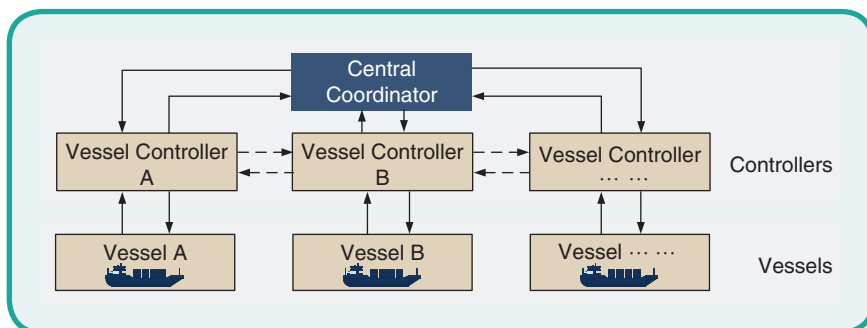 Central
Coordinator
Vessel Controller
A
Vessel Controller
B
Vessel Controller
… …
Controllers
Vessel A
Vessel B
Vessel … …
Vessels